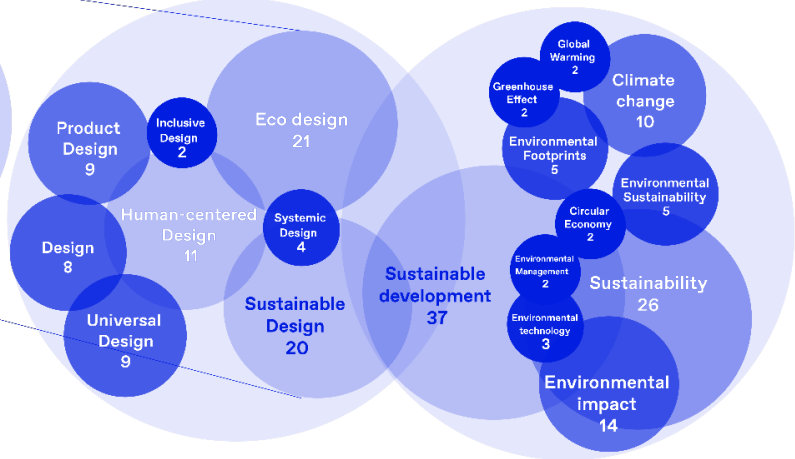 Product
Design
9
Inclusive
Design
2
Eco design
21
Human-centered
Design
11
Systemic
Design
4
Design
8
Universal
Design
9
Sustainable
Design
20
Sustainable
development
37
Global
Warming
2
Greenhouse
Effect
2
Climate
change
10
Environmental
Footprints
5
Environmental
Sustainability
5
Circular
Economy
2
Environmental
Management
2
Sustainability
26
Environmental
technology
3
Environmental
impact
14